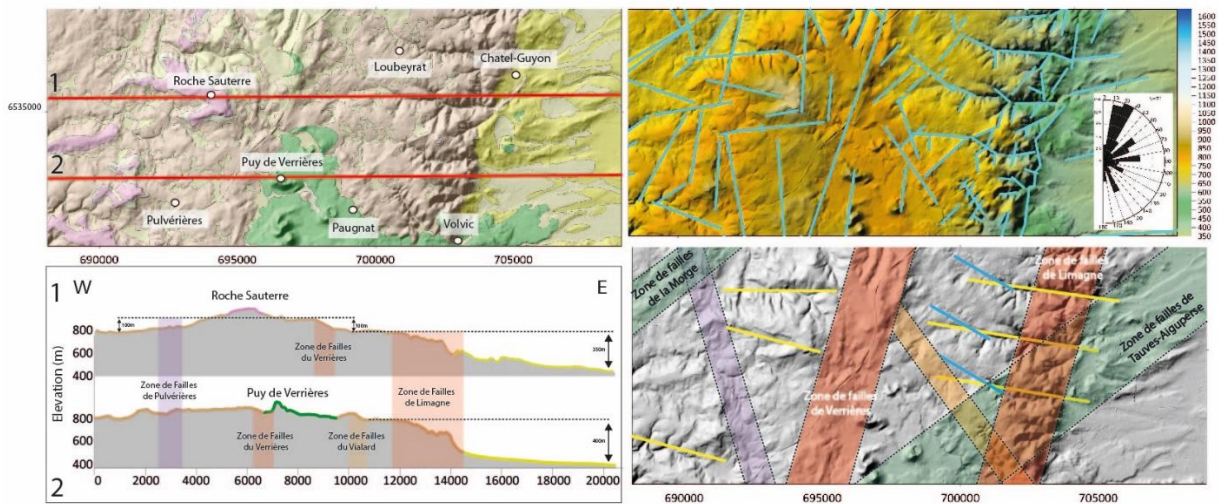 1
2
6535000
Roche Sauterre
Loubeyrat
Chatel-Guyon
Puy de Verrières
Pulvérières
Paugnat
Volvic
690000
695000
700000
705000
1600
1550
1500
1450
1400
1300
1250
1200
1150
1100
1050
1000
950
900
850
800
750
700
650
600
550
500
450
400
350
1 W
E
Roche Sauterre
100m
800
600
Zone de Failles
du Verrières
350m
Elevation (m)
400
Zone de Failles
de Pulvérières
Puy de Verrières
Zone de Failles
de Limagne
800
600
400
Zone de Failles
du Verrières
Zone de Failles
du Vialard
400m
2
0
2000
4000
6000
8000
10000
12000
14000
16000
18000
20000
Zone de failles
de la Morge
Zone de failles
de Limagne
Zone de failles de
Tauves-Aigueperse
Zone de failles
de Verrières
690000
695000
700000
705000